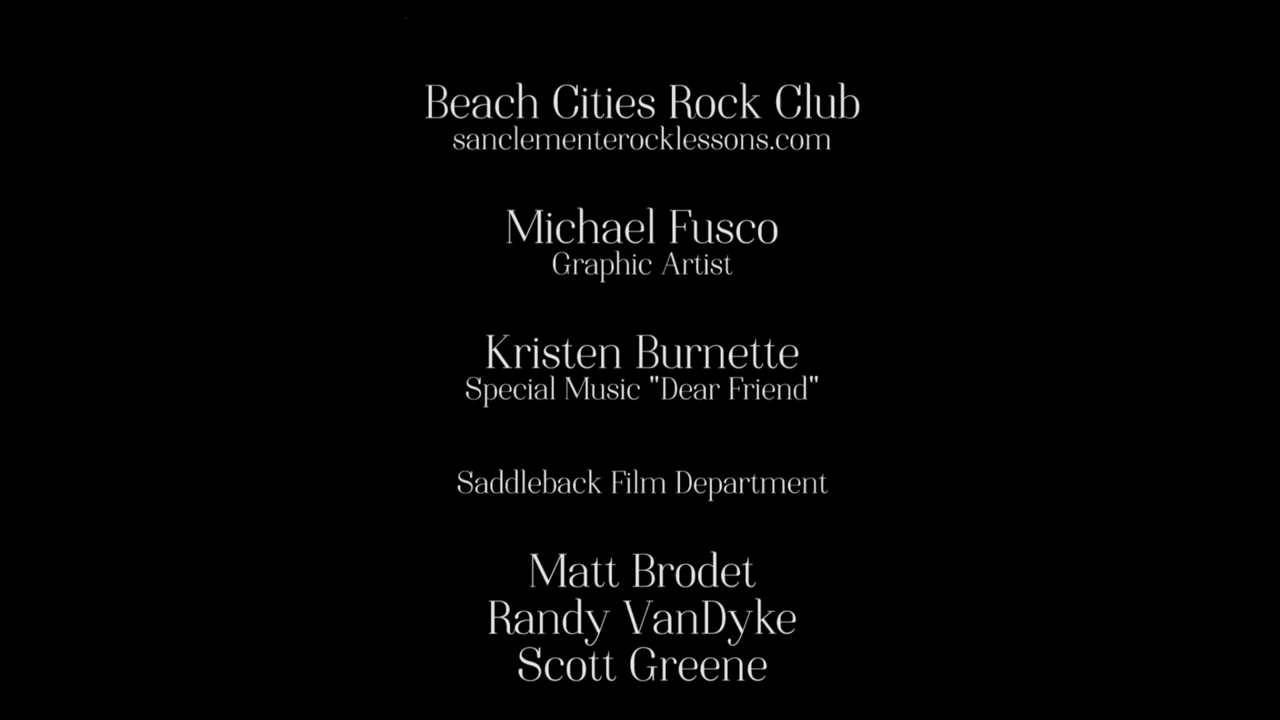 Beach Cities Rock Club
sanclementerocklessons.com
Michael Fusco
Graphic Artist
Kristen Burnette
Special Music "Dear Friend"
Saddleback Film Department
Matt Brodet
Randy VanDyke
Scott Greene